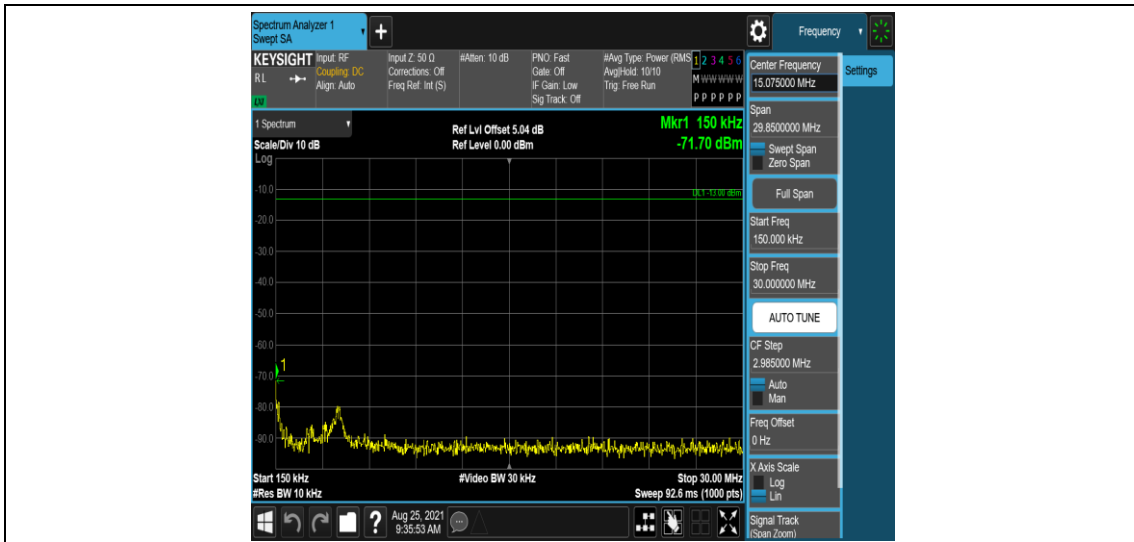 Spectrum Analyzer 1
Swept SA
+
Frequency
KEYSIGHT
RL
LXI
Input: RF
Coupling: DC
Align: Auto
Input Z: 50 Ω
Corrections: Off
Freq Ref: Int (S)
#Atten: 10 dB
PNO: Fast
Gate: Off
IF Gain: Low
Sig Track: Off
#Avg Type: Power (RMS
Avg|Hold: 10/10
Trig: Free Run
1 2 3 4 5 6
M W W W W W
P P P P P P
1 Spectrum
Scale/Div 10 dB
Ref Lvl Offset 5.04 dB
Ref Level 0.00 dBm
Mkr1 150 kHz
-71.70 dBm
Log
DL1 -13.00 dBm
-10.0
-20.0
-30.0
-40.0
-50.0
-60.0
1
-70.0
-80.0
-90.0
Start 150 kHz
#Video BW 30 kHz
Stop 30.00 MHz
#Res BW 10 kHz
Sweep 92.6 ms (1000 pts)
?
Aug 25, 2021
9:35:53 AM
Center Frequency
15.075000 MHz
Settings
Span
29.8500000 MHz
Swept Span
Zero Span
Full Span
Start Freq
150.000 kHz
Stop Freq
30.000000 MHz
AUTO TUNE
CF Step
2.985000 MHz
Auto
Man
Freq Offset
0 Hz
X Axis Scale
Log
Lin
Signal Track
(Span Zoom)